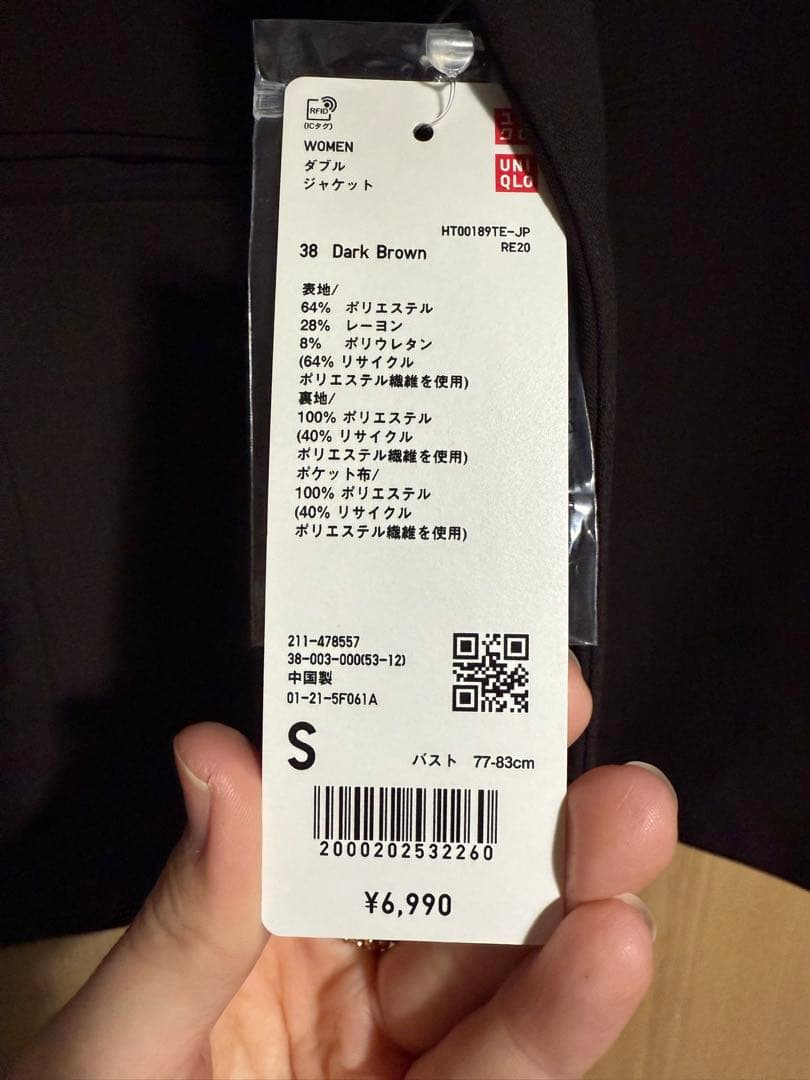 RFID
(ICタグ)
WOMEN
ダブル
ジャケット
UNI
QLO
HT00189TE-JP
RE20
38 Dark Brown
表地/
64% ポリエステル
28% レーヨン
8% ポリウレタン
(64% リサイクル
ポリエステル繊維を使用)
裏地/
100% ポリエステル
(40% リサイクル
ポリエステル繊維を使用)
ポケット布/
100% ポリエステル
(40% リサイクル
ポリエステル繊維を使用)
211-478557
38-003-000(53-12)
中国製
01-21-5F061A
S
バスト 77-83cm
2000202532260
¥6,990